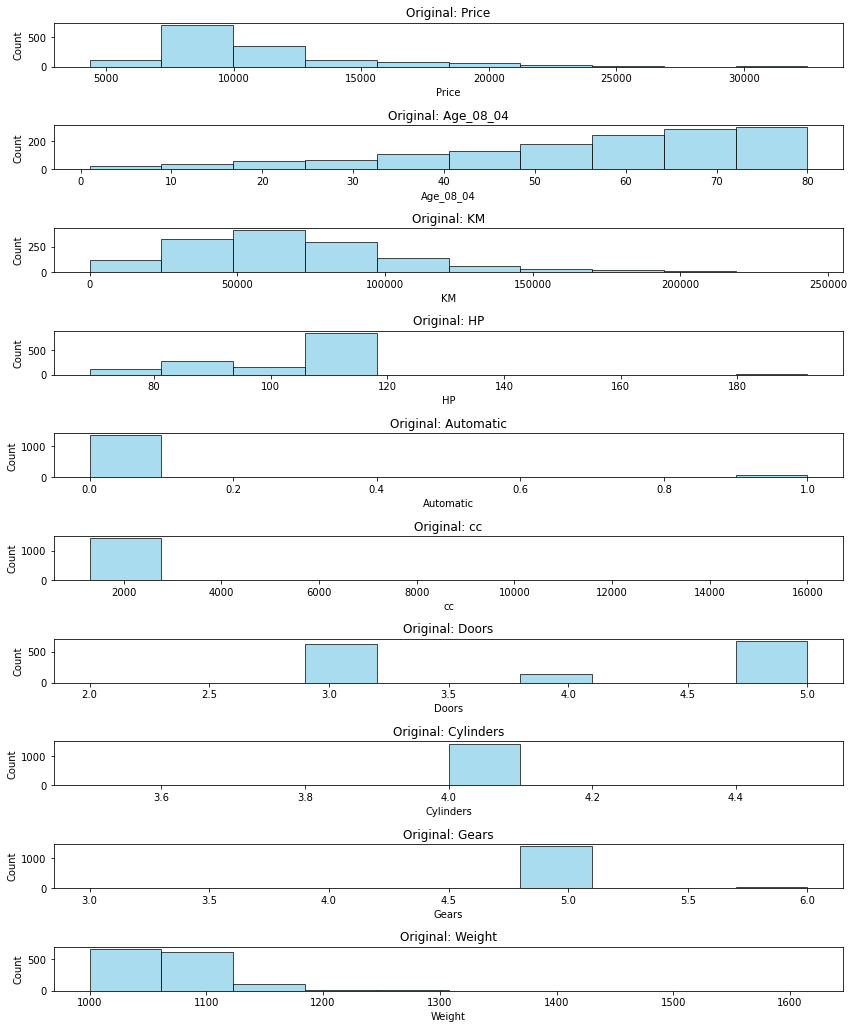 Original: Price
500
0
Count
5000 10000 15000 20000 25000 30000
Price
Original: Age_08_04
200
0
Count
0 10 20 30 40 50 60 70 80
Age_08_04
Original: KM
250
0
Count
0 50000 100000 150000 200000 250000
KM
Original: HP
500
0
Count
80 100 120 140 160 180
HP
Original: Automatic
1000
0
Count
0.0 0.2 0.4 0.6 0.8 1.0
Automatic
Original: cc
1000
0
Count
2000 4000 6000 8000 10000 12000 14000 16000
cc
Original: Doors
500
0
Count
2.0 2.5 3.0 3.5 4.0 4.5 5.0
Doors
Original: Cylinders
1000
0
Count
3.6 3.8 4.0 4.2 4.4
Cylinders
Original: Gears
1000
0
Count
3.0 3.5 4.0 4.5 5.0 5.5 6.0
Gears
Original: Weight
500
0
Count
1000 1100 1200 1300 1400 1500 1600
Weight